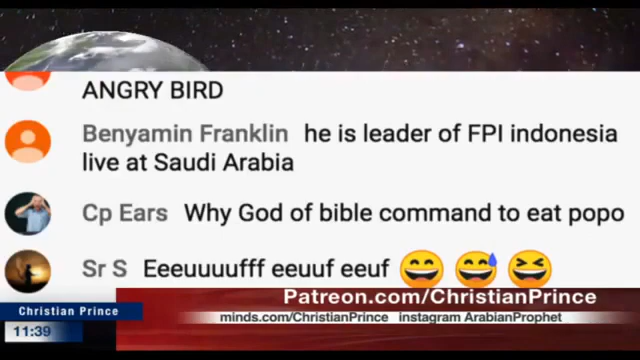 ANGRY BIRD
Benyamin Franklin he is leader of FPI indonesia
live at Saudi Arabia
Cp Ears Why God of bible command to eat popo
Sr S Eeeuuuufff eeuuf eeuf 😄 😅 😆
Patreon.com/ChristianPrince
Christian Prince
minds.com/ChristianPrince instagram ArabianProphet
11:39